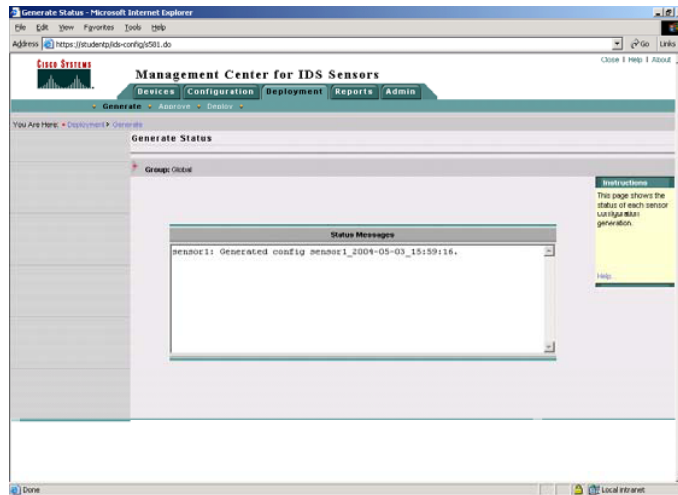 Generate Status - Microsoft Internet Explorer
File Edit View Favorites Tools Help
Address https://studentp/ids-config/s581.do Go Links
Close | Help | About
CISCO SYSTEMS
Management Center for IDS Sensors
Devices Configuration Deployment Reports Admin
Generate Approve Deploy
You Are Here: Deployment > Generate
Generate Status
Group: Global
Instructions
This page shows the
status of each sensor
configuration
generation.
Help
Status Messages
sensor1: Generated config sensor1_2004-05-03_15:59:16.
Done Local intranet